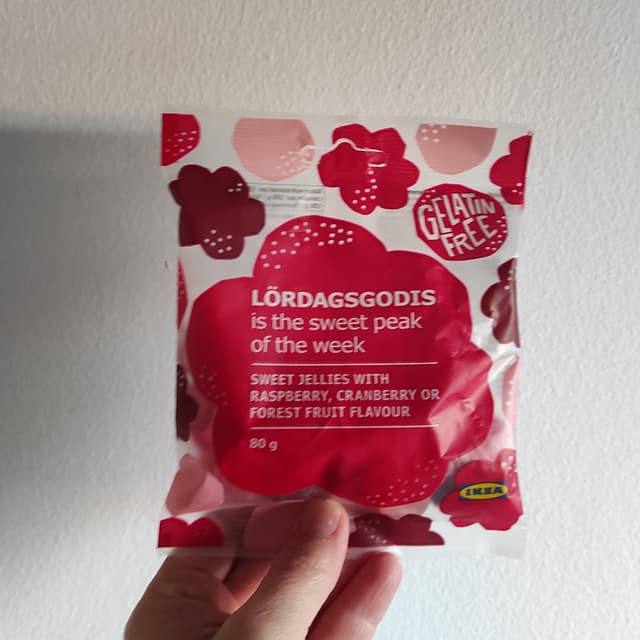 GELATIN
FREE
LÖRDAGSGODIS
is the sweet peak
of the week
SWEET JELLIES WITH
RASPBERRY, CRANBERRY OR
FOREST FRUIT FLAVOUR
80 g
IKEA